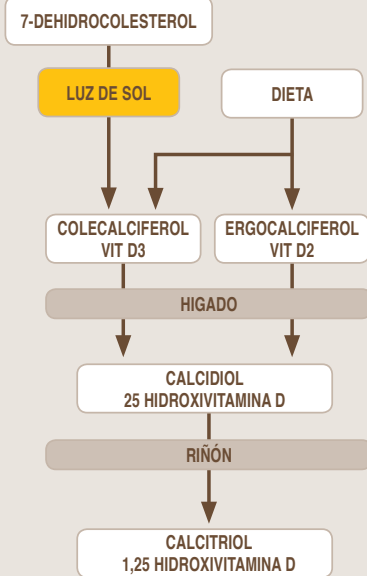 7-DEHIDROCOLESTEROL
LUZ DE SOL
DIETA
COLECALCIFEROL
VIT D3
ERGOCALCIFEROL
VIT D2
HIGADO
CALCIDIOL
25 HIDROXIVITAMINA D
RIÑÓN
CALCITRIOL
1,25 HIDROXIVITAMINA D